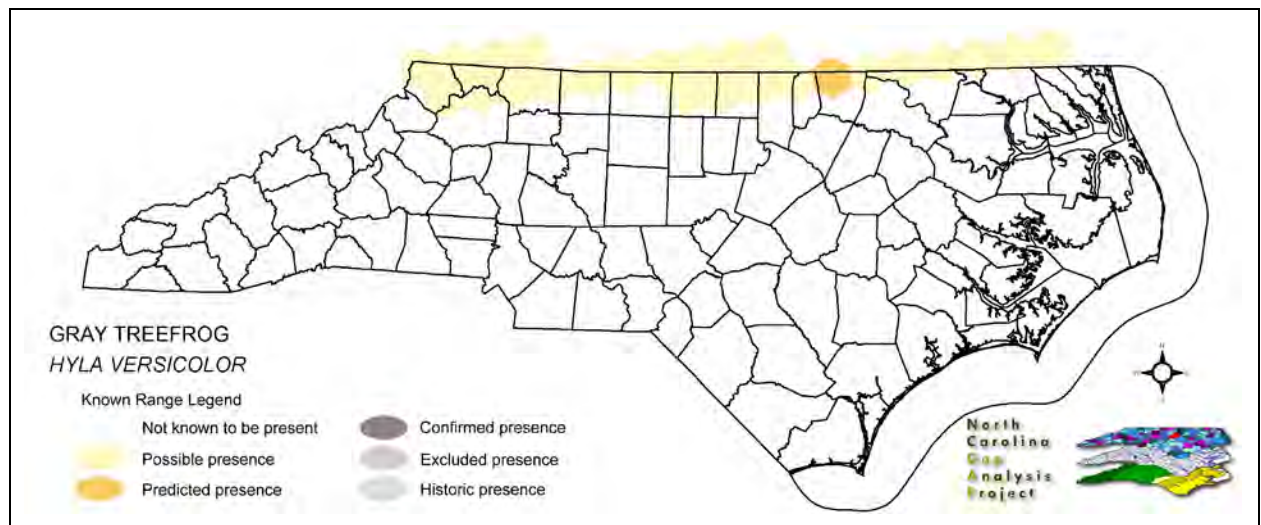 GRAY TREEFROG
HYLA VERSICOLOR
Known Range Legend
Not known to be present
Possible presence
Predicted presence
Confirmed presence
Excluded presence
Historic presence
North
Carolina
Gap
Analysis
Project